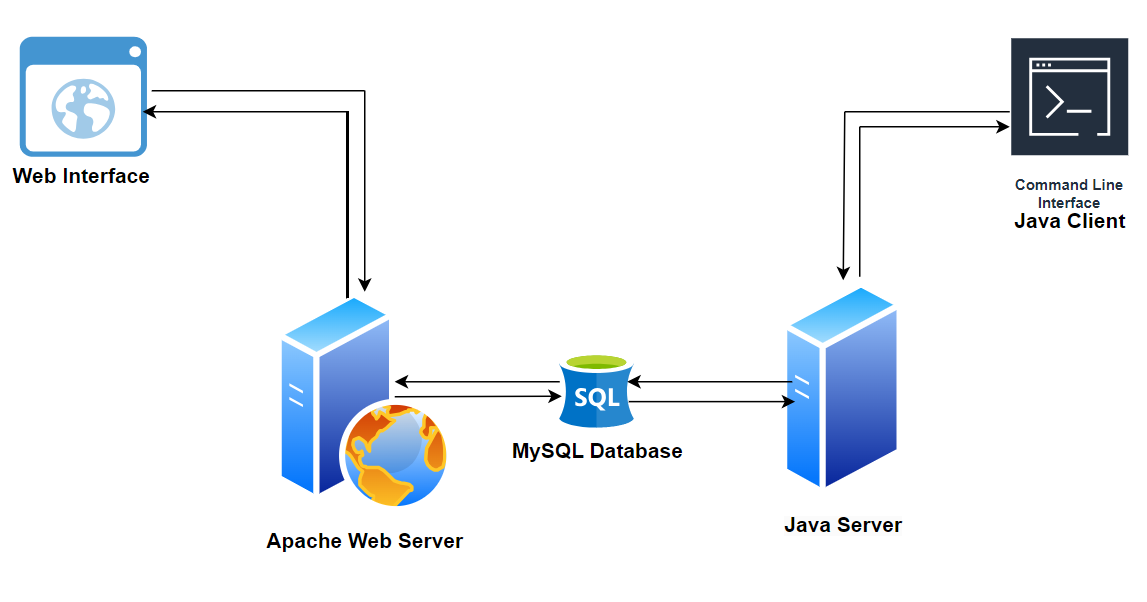 Web Interface
Command Line
Interface
Java Client
SQL
MySQL Database
Java Server
Apache Web Server